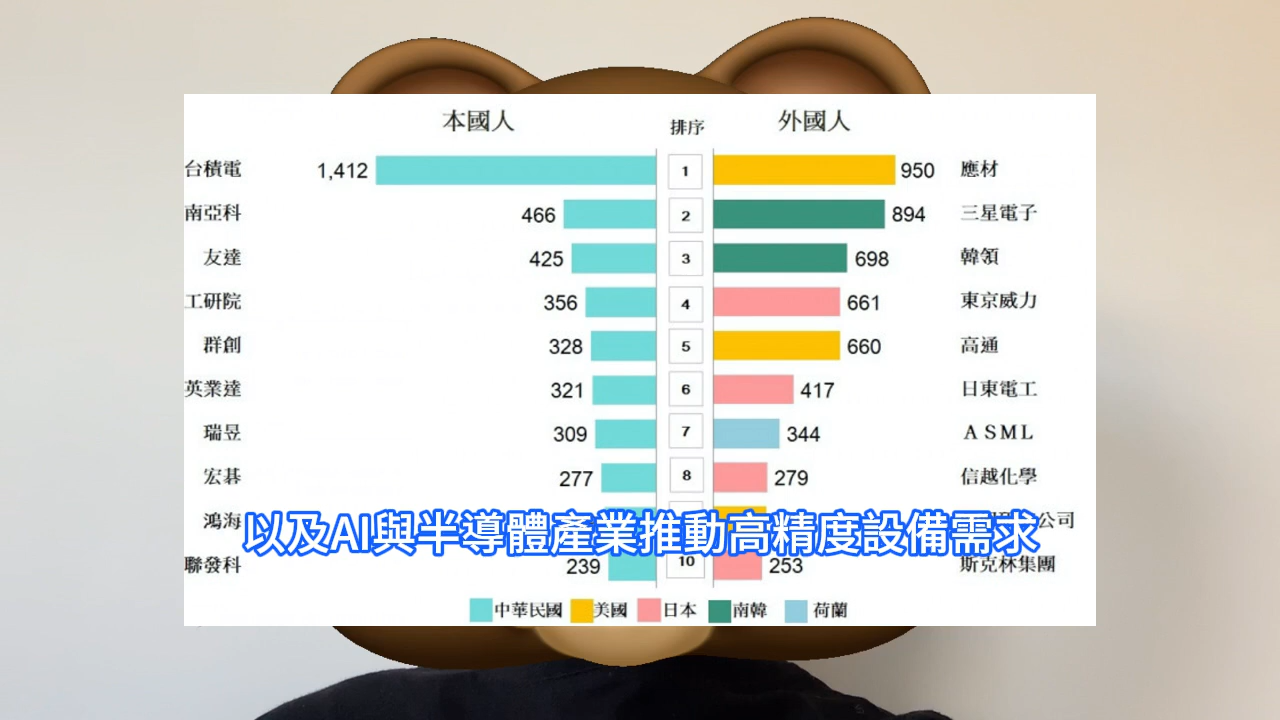 本國人 排序 外國人
台積電 1,412 1 950 應材
南亞科 466 2 894 三星電子
友達 425 3 698 韓領
工研院 356 4 661 東京威力
群創 328 5 660 高通
英業達 321 6 417 日東電工
瑞昱 309 7 344 ASML
宏碁 277 8 279 信越化學
鴻海 公司
以及AI與半導體產業推動高精度設備需求
聯發科 239 10 253 斯克林集團
中華民國 美國 日本 南韓 荷蘭